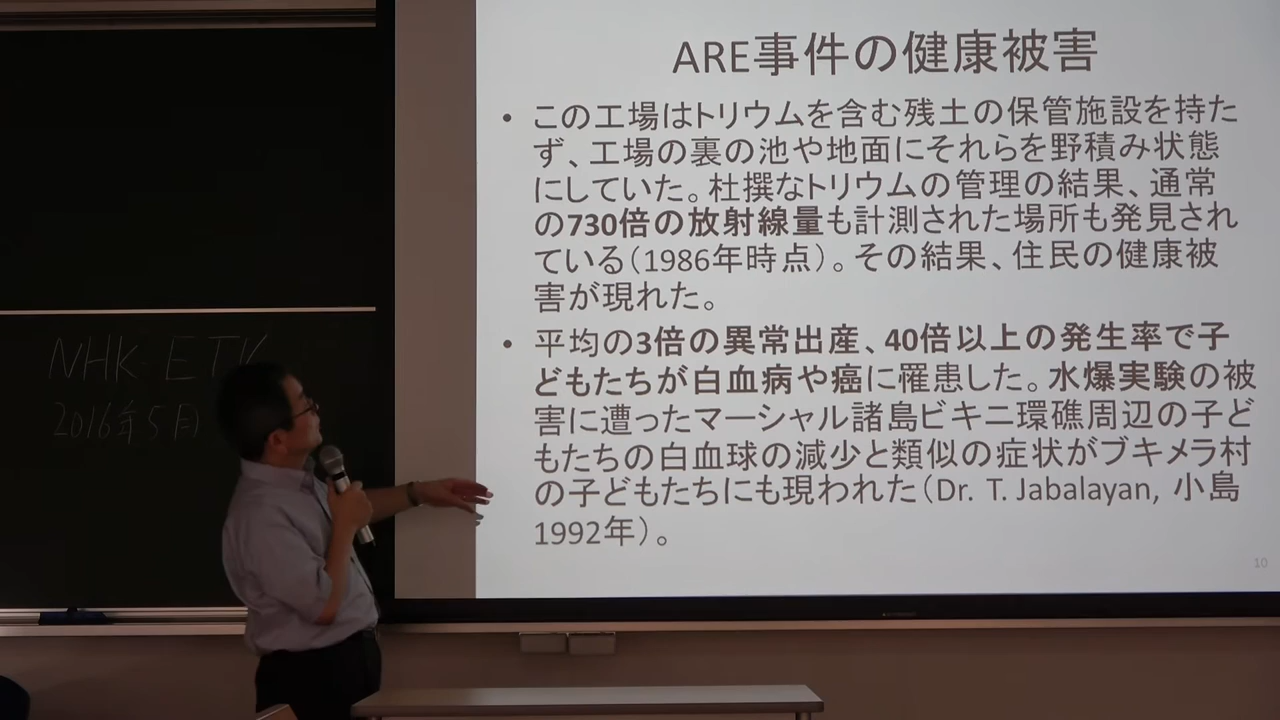 ARE事件の健康被害
• この工場はトリウムを含む残土の保管施設を持た
ず、工場の裏の池や地面にそれらを野積み状態
にしていた。杜撰なトリウムの管理の結果、通常
の730倍の放射線量も計測された場所も発見され
ている(1986年時点)。その結果、住民の健康被
害が現れた。
• 平均の3倍の異常出産、40倍以上の発生率で子
どもたちが白血病や癌に罹患した。水爆実験の被
害に遭ったマーシャル諸島ビキニ環礁周辺の子ど
もたちの白血球の減少と類似の症状がブキメラ村
の子どもたちにも現われた(Dr. T. Jabalayan, 小島
1992年)。
10
NHK-ETV
2016年5月